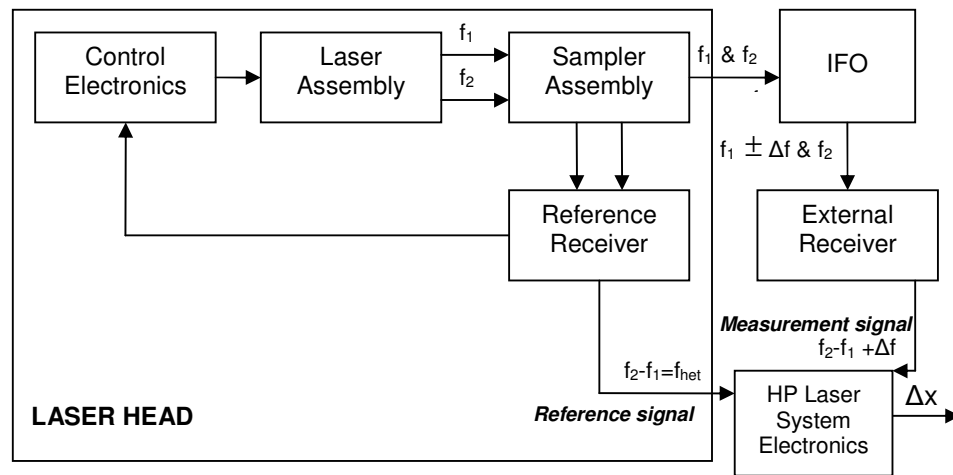 Control
Electronics
Laser
Assembly
f₁
f₂
Sampler
Assembly
f₁ & f₂
IFO
f₁ ± Δf & f₂
Reference
Receiver
External
Receiver
Measurement signal
f₂-f₁ +Δf
f₂-f₁=fhet
Reference signal
LASER HEAD
HP Laser
System
Electronics
Δx